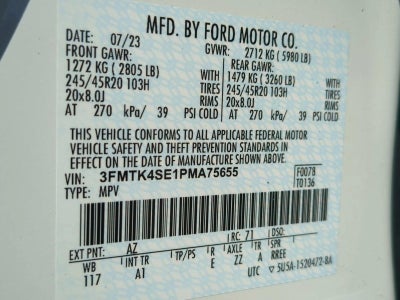 MFD. BY FORD MOTOR CO.
DATE: 07/23 GVWR: 2712 KG ( 5980 LB)
FRONT GAWR: REAR GAWR:
1272 KG ( 2805 LB) 1479 KG ( 3260 LB)
245/45R20 103H TIRES 245/45R20 103H TIRES
20x8.0J RIMS 20x8.0J RIMS
AT 270 kPa/ 39 PSI COLD AT 270 kPa/ 39 PSI COLD
THIS VEHICLE CONFORMS TO ALL APPLICABLE FEDERAL MOTOR
VEHICLE SAFETY AND THEFT PREVENTION STANDARDS IN
EFFECT ON THE DATE OF MANUFACTURE SHOWN ABOVE.
VIN: 3FMTK4SE1PMA75655 F0078
TYPE: MPV T0136
EXT PNT: AZ RC: 71
WB INT TR TP/PS R AXLE TR SPR
117 A1 E ZZ A RREE
UTC 5U5A-1520472-BA